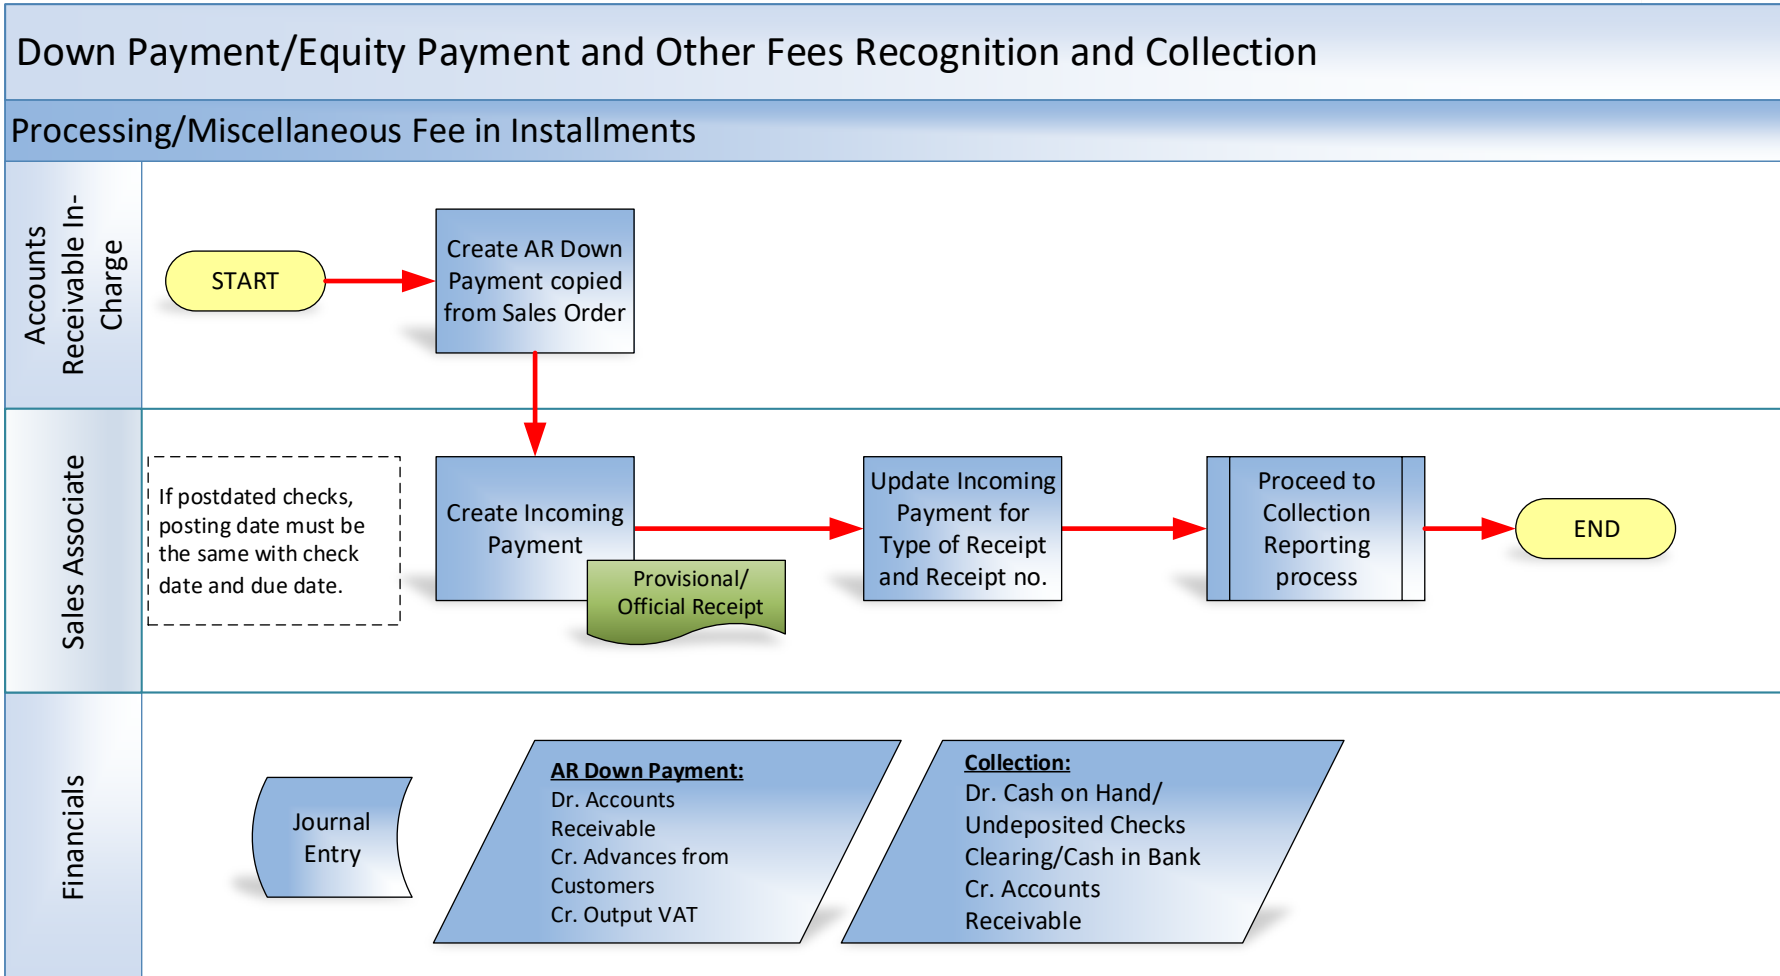 Down Payment/Equity Payment and Other Fees Recognition and Collection
Processing/Miscellaneous Fee in Installments
Accounts
Receivable In-
Charge
START
Create AR Down
Payment copied
from Sales Order
Sales Associate
If postdated checks,
posting date must be
the same with check
date and due date.
Create Incoming
Payment
Provisional/
Official Receipt
Update Incoming
Payment for
Type of Receipt
and Receipt no.
Proceed to
Collection
Reporting
process
END
Financials
Journal
Entry
AR Down Payment:
Dr. Accounts
Receivable
Cr. Advances from
Customers
Cr. Output VAT
Collection:
Dr. Cash on Hand/
Undeposited Checks
Clearing/Cash in Bank
Cr. Accounts
Receivable